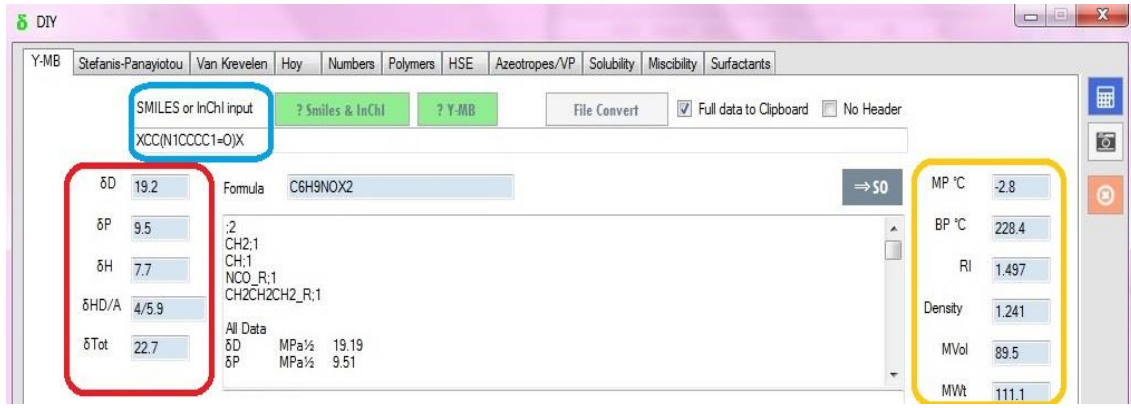 δ DIY
Y-MB Stefanis-Panayiotou Van Krevelen Hoy Numbers Polymers HSE Azeotropes/VP Solubility Miscibility Surfactants
SMILES or InChI input ? Smiles & InChI ? Y-MB File Convert Full data to Clipboard No Header
XCC(N1CCCC1=O)X
δD 19.2 Formula C6H9NOX2 ⇒SO MP °C -2.8
δP 9.5 ;2 BP °C 228.4
CH2;1
δH 7.7 CH;1 RI 1.497
NCO_R;1
δHD/A 4/5.9 CH2CH2CH2_R;1 Density 1.241
All Data
δTot 22.7 δD MPa½ 19.19 MVol 89.5
δP MPa½ 9.51
MWt 111.1